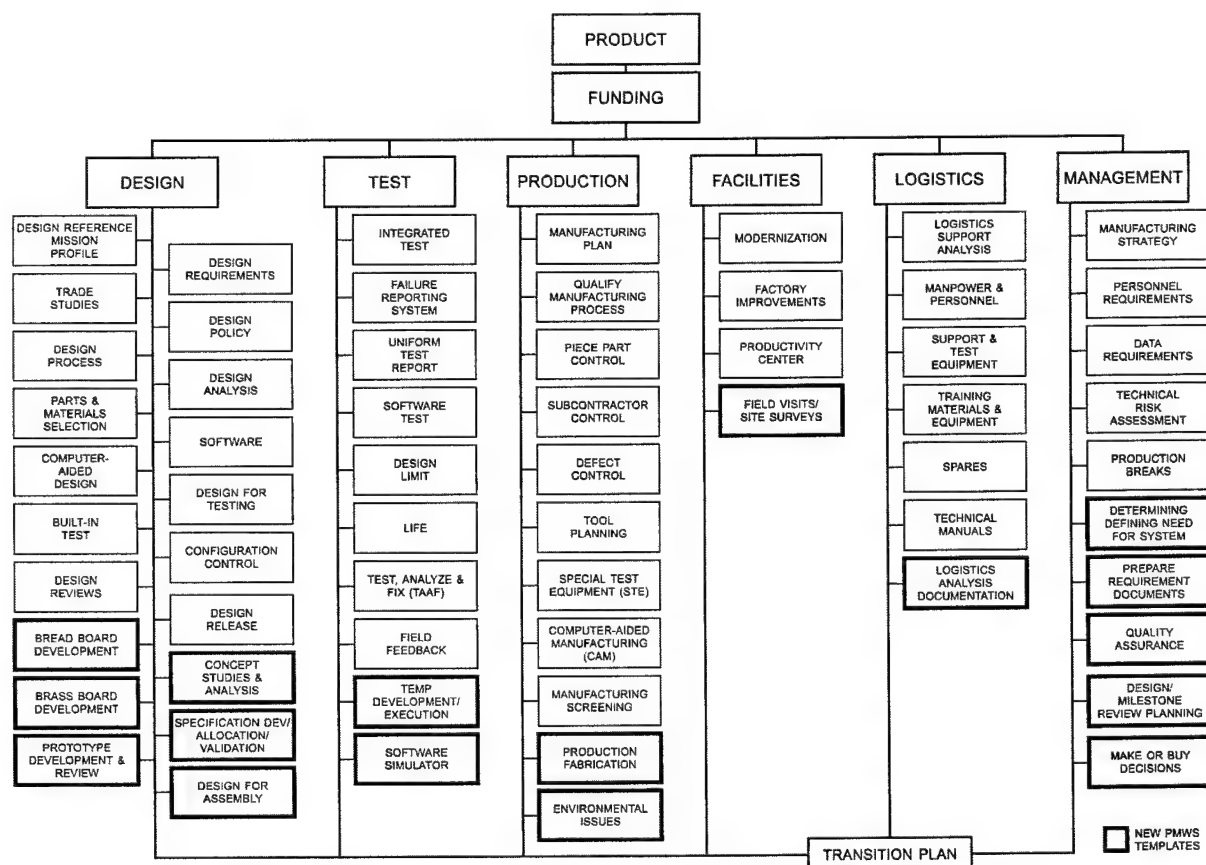 PRODUCT
FUNDING
DESIGN
TEST
PRODUCTION
FACILITIES
LOGISTICS
MANAGEMENT
DESIGN REFERENCE
MISSION
PROFILE
TRADE
STUDIES
DESIGN
PROCESS
PARTS &
MATERIALS
SELECTION
COMPUTER-
AIDED
DESIGN
BUILT-IN
TEST
DESIGN
REVIEWS
BREAD BOARD
DEVELOPMENT
BRASS BOARD
DEVELOPMENT
PROTOTYPE
DEVELOPMENT &
REVIEW
DESIGN
REQUIREMENTS
DESIGN
POLICY
DESIGN
ANALYSIS
SOFTWARE
DESIGN FOR
TESTING
CONFIGURATION
CONTROL
DESIGN
RELEASE
CONCEPT
STUDIES &
ANALYSIS
SPECIFICATION DEV/
ALLOCATION/
VALIDATION
DESIGN FOR
ASSEMBLY
INTEGRATED
TEST
FAILURE
REPORTING
SYSTEM
UNIFORM
TEST
REPORT
SOFTWARE
TEST
DESIGN
LIMIT
LIFE
TEST, ANALYZE &
FIX (TAAF)
FIELD
FEEDBACK
TEMP
DEVELOPMENT/
EXECUTION
SOFTWARE
SIMULATOR
MANUFACTURING
PLAN
QUALIFY
MANUFACTURING
PROCESS
PIECE PART
CONTROL
SUBCONTRACTOR
CONTROL
DEFECT
CONTROL
TOOL
PLANNING
SPECIAL TEST
EQUIPMENT (STE)
COMPUTER-AIDED
MANUFACTURING
(CAM)
MANUFACTURING
SCREENING
PRODUCTION
FABRICATION
ENVIRONMENTAL
ISSUES
MODERNIZATION
FACTORY
IMPROVEMENTS
PRODUCTIVITY
CENTER
FIELD VISITS/
SITE SURVEYS
LOGISTICS
SUPPORT
ANALYSIS
MANPOWER &
PERSONNEL
SUPPORT &
TEST
EQUIPMENT
TRAINING
MATERIALS &
EQUIPMENT
SPARES
TECHNICAL
MANUALS
LOGISTICS
ANALYSIS
DOCUMENTATION
MANUFACTURING
STRATEGY
PERSONNEL
REQUIREMENTS
DATA
REQUIREMENTS
TECHNICAL
RISK
ASSESSMENT
PRODUCTION
BREAKS
DETERMINING
DEFINING NEED
FOR SYSTEM
PREPARE
REQUIREMENT
DOCUMENTS
QUALITY
ASSURANCE
DESIGN/
MILESTONE
REVIEW PLANNING
MAKE OR BUY
DECISIONS
NEW PMWS
TEMPLATES
TRANSITION PLAN